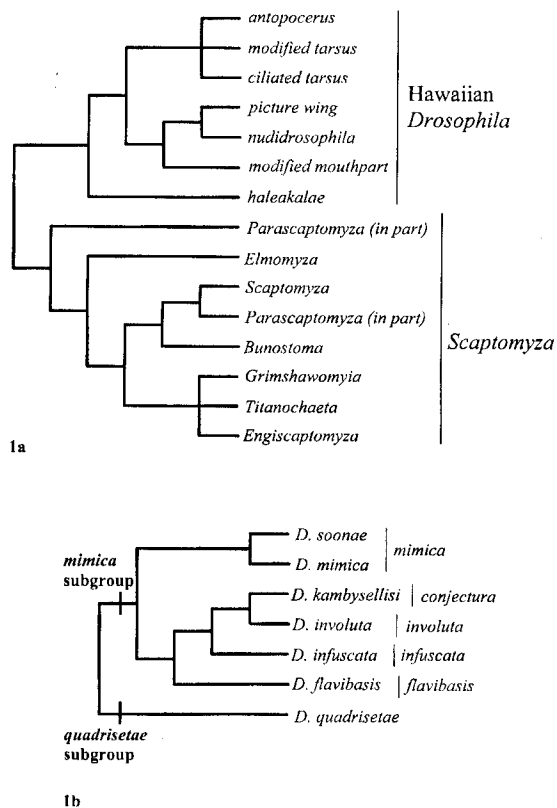 antopocerus
modified tarsus
ciliated tarsus
picture wing
nudidrosophila
modified mouthpart
haleakalae
Hawaiian
Drosophila
Parascaptomyza (in part)
Elmomyza
Scaptomyza
Parascaptomyza (in part)
Bunostoma
Grimshawomyia
Titanochaeta
Engiscaptomyza
Scaptomyza
1a
mimica
subgroup
quadrisetae
subgroup
D. soonae
D. mimica
mimica
D. kambysellisi conjectura
D. involuta involuta
D. infuscata infuscata
D. flavibasis flavibasis
D. quadrisetae
1b